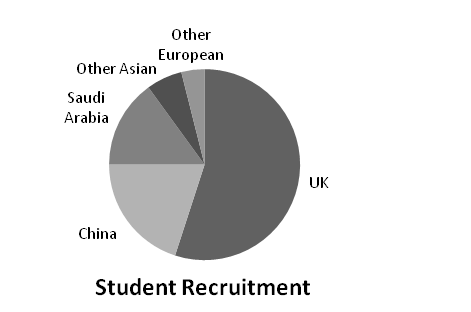 Other
European
Other Asian
Saudi
Arabia
UK
China
Student Recruitment